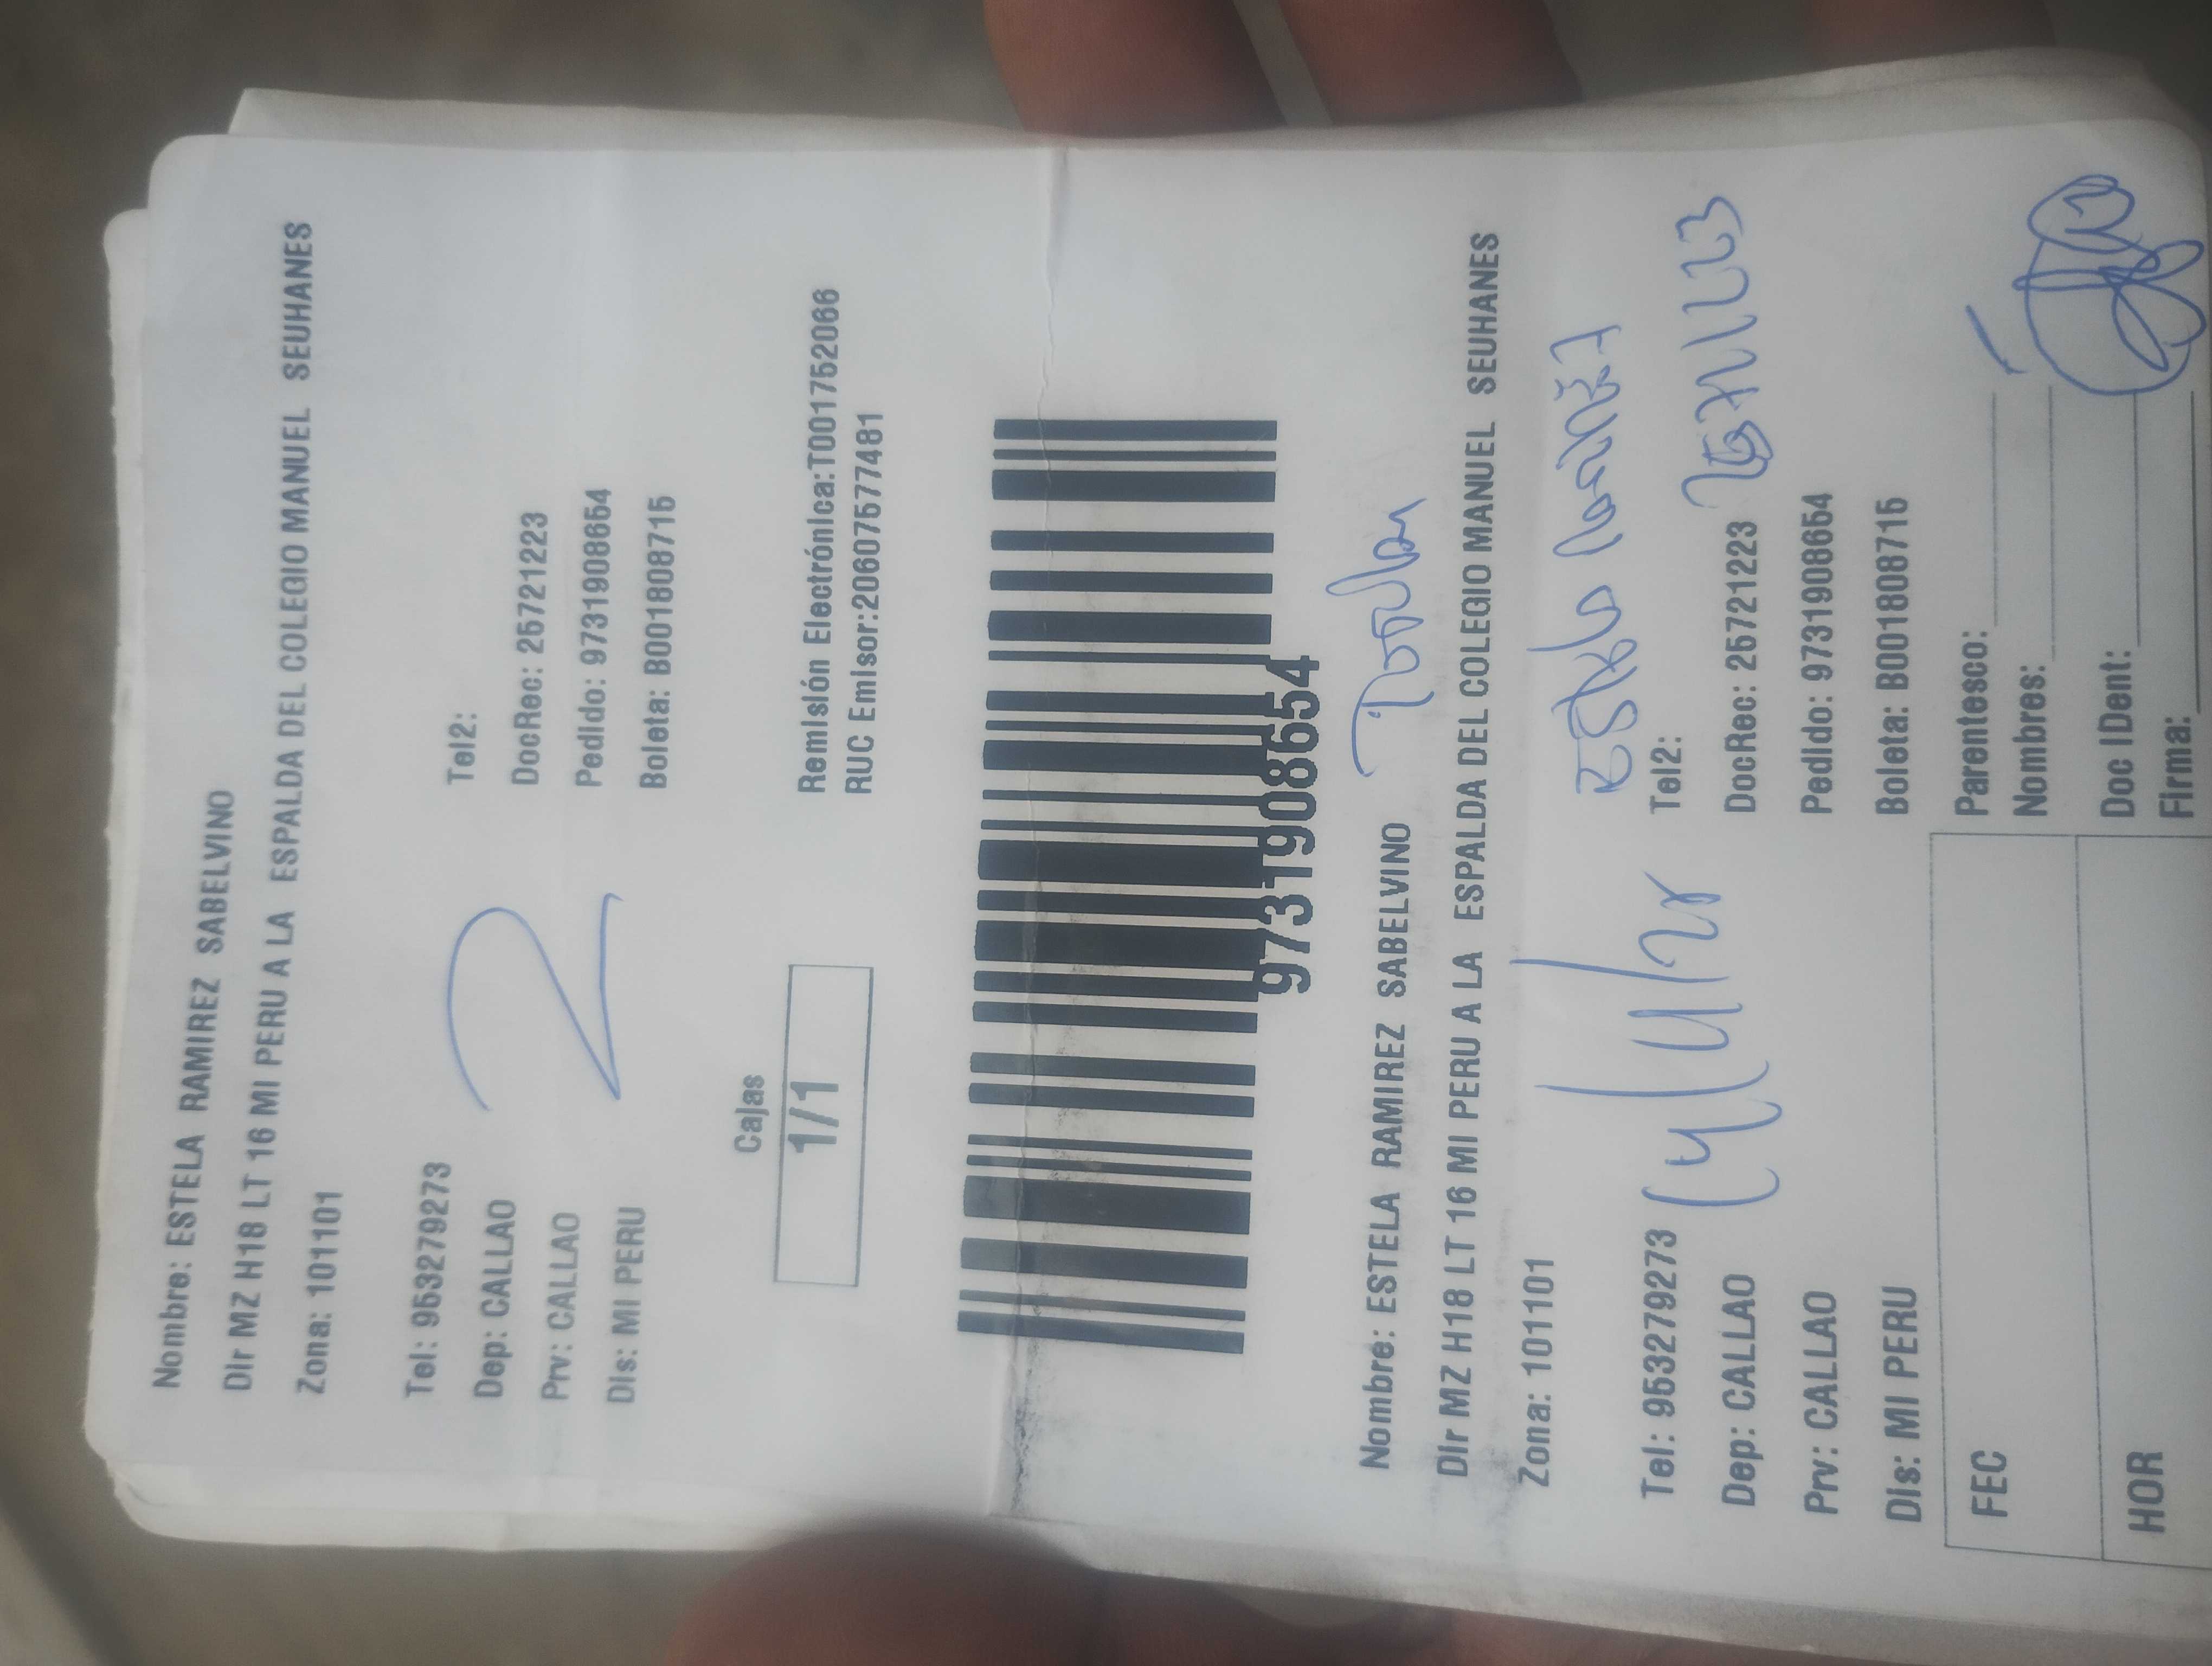 Nombre: ESTELA RAMIREZ SABELVINO
Dir MZ H18 LT 16 MI PERU A LA ESPALDA DEL COLEGIO MANUEL SEUHANES
Zona: 101101
Tel: 953279273 Tel2:
Dep: CALLAO DocRec: 25721223
Prv: CALLAO Pedido: 9731908654
Dis: MI PERU Boleta: B001808715
2
Cajas
1/1
Remisión Electrónica:T001752066
RUC Emisor:20607577481
9731908654
Nombre: ESTELA RAMIREZ SABELVINO
Dir MZ H18 LT 16 MI PERU A LA ESPALDA DEL COLEGIO MANUEL SEUHANES
Zona: 101101
Estela Ramírez
Tel: 953279273 Tel2:
Dep: CALLAO DocRec: 25721223
Prv: CALLAO Pedido: 9731908654
Dis: MI PERU Boleta: B001808715
FEC
HOR
Parentesco:
Nombres:
Doc IDent:
Firma: